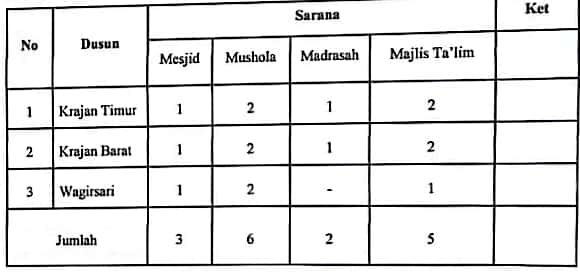 No Dusun Sarana Ket
Mesjid Mushola Madrasah Majlis Ta'lim
1 Krajan Timur 1 2 1 2
2 Krajan Barat 1 2 1 2
3 Wagirsari 1 2 - 1
Jumlah 3 6 2 5